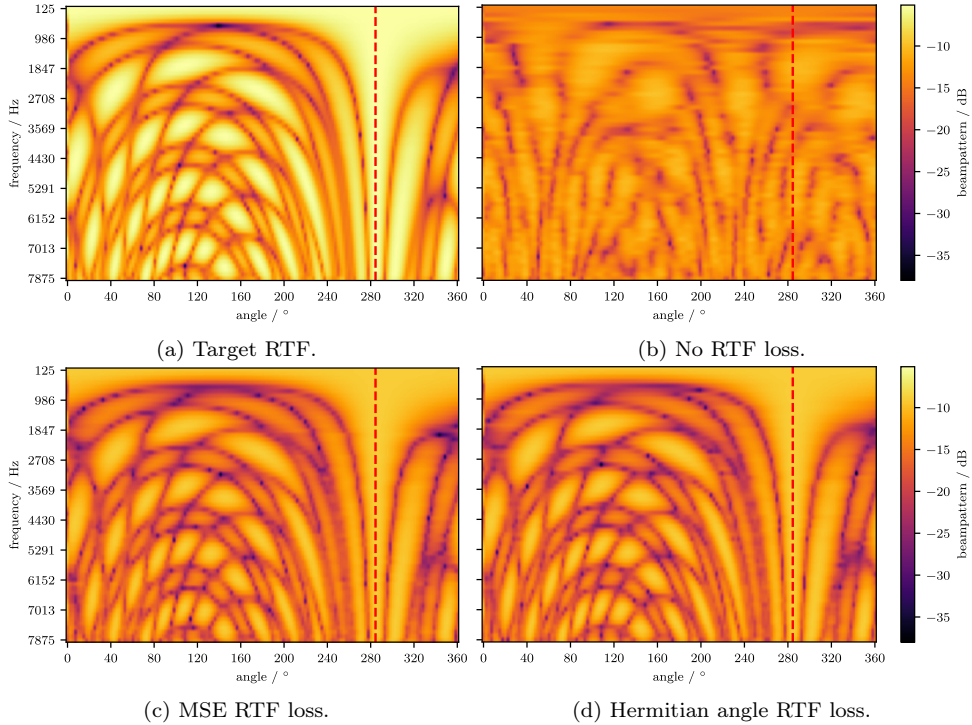 125
986
1847
2708
3569
4430
5291
6152
7013
7875
frequency / Hz
0 40 80 120 160 200 240 280 320 360
angle / °
(a) Target RTF.
0 40 80 120 160 200 240 280 320 360
angle / °
(b) No RTF loss.
−10
−15
−20
−25
−30
−35
beampattern / dB
125
986
1847
2708
3569
4430
5291
6152
7013
7875
frequency / Hz
0 40 80 120 160 200 240 280 320 360
angle / °
(c) MSE RTF loss.
0 40 80 120 160 200 240 280 320 360
angle / °
(d) Hermitian angle RTF loss.
−10
−15
−20
−25
−30
−35
beampattern / dB